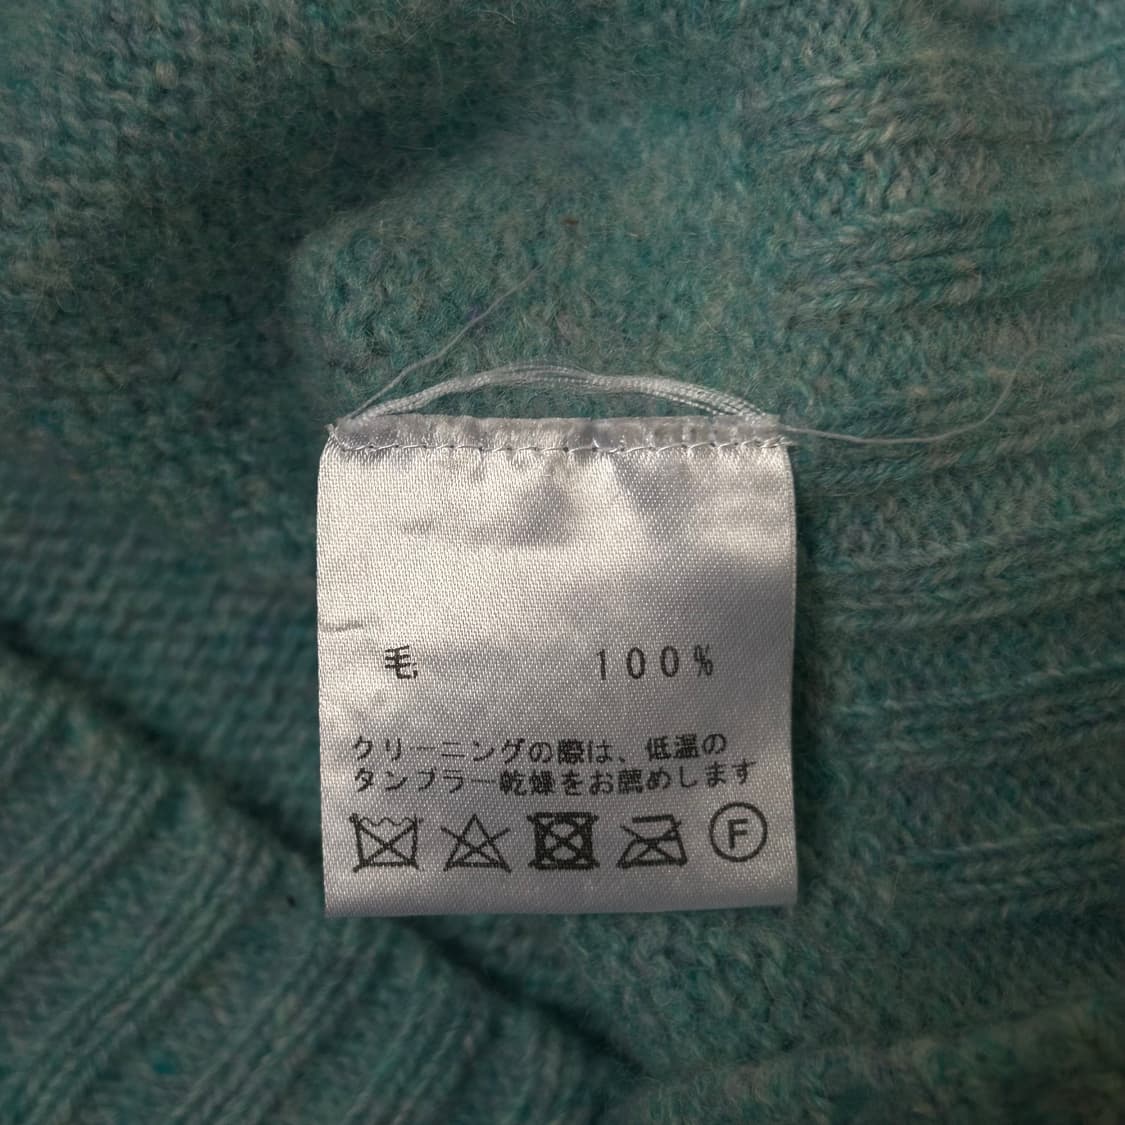 毛 100%
クリーニングの際は、低温の
タンブラー乾燥をお薦めします
F